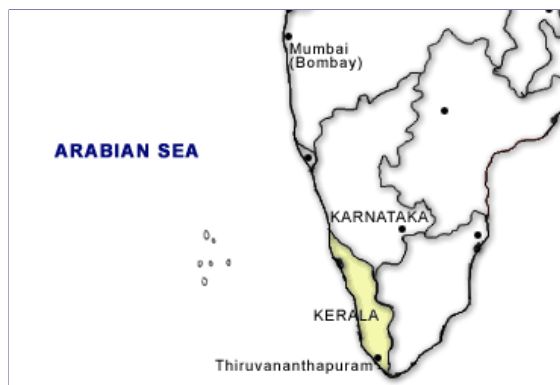 Mumbai
(Bombay)
ARABIAN SEA
KARNATAKA
KERALA
Thiruvananthapuram